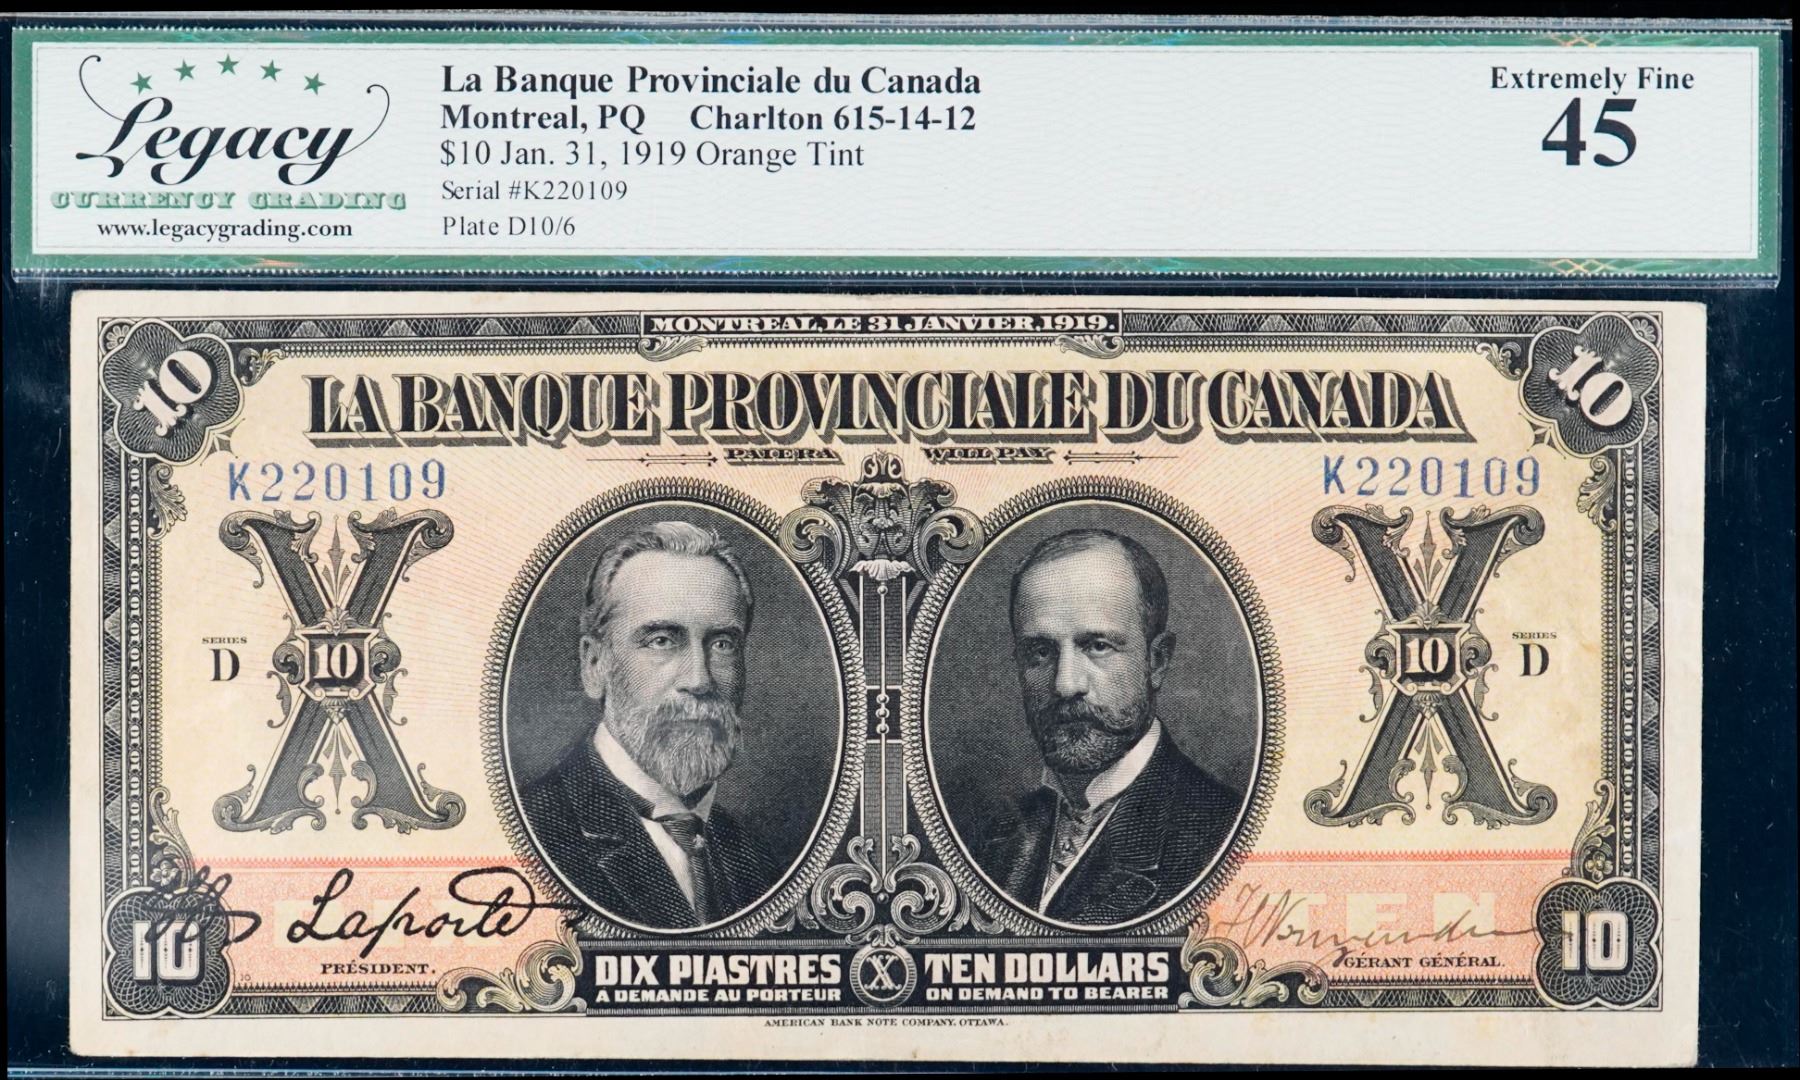 Legacy
CURRENCY GRADING
www.legacygrading.com
La Banque Provinciale du Canada
Montreal, PQ Charlton 615-14-12
$10 Jan. 31, 1919 Orange Tint
Serial #K220109
Plate D10/6
Extremely Fine
45
MONTREAL, LE 31 JANVIER, 1919.
10 10
LA BANQUE PROVINCIALE DU CANADA
PAIERA WILL PAY
K220109 K220109
SERIES SERIES
D D
X X
10 10
Laporte
TEN
PRÉSIDENT. GÉRANT GÉNÉRAL.
10 10
DIX PIASTRES X TEN DOLLARS
A DEMANDE AU PORTEUR ON DEMAND TO BEARER
10
AMERICAN BANK NOTE COMPANY, OTTAWA.